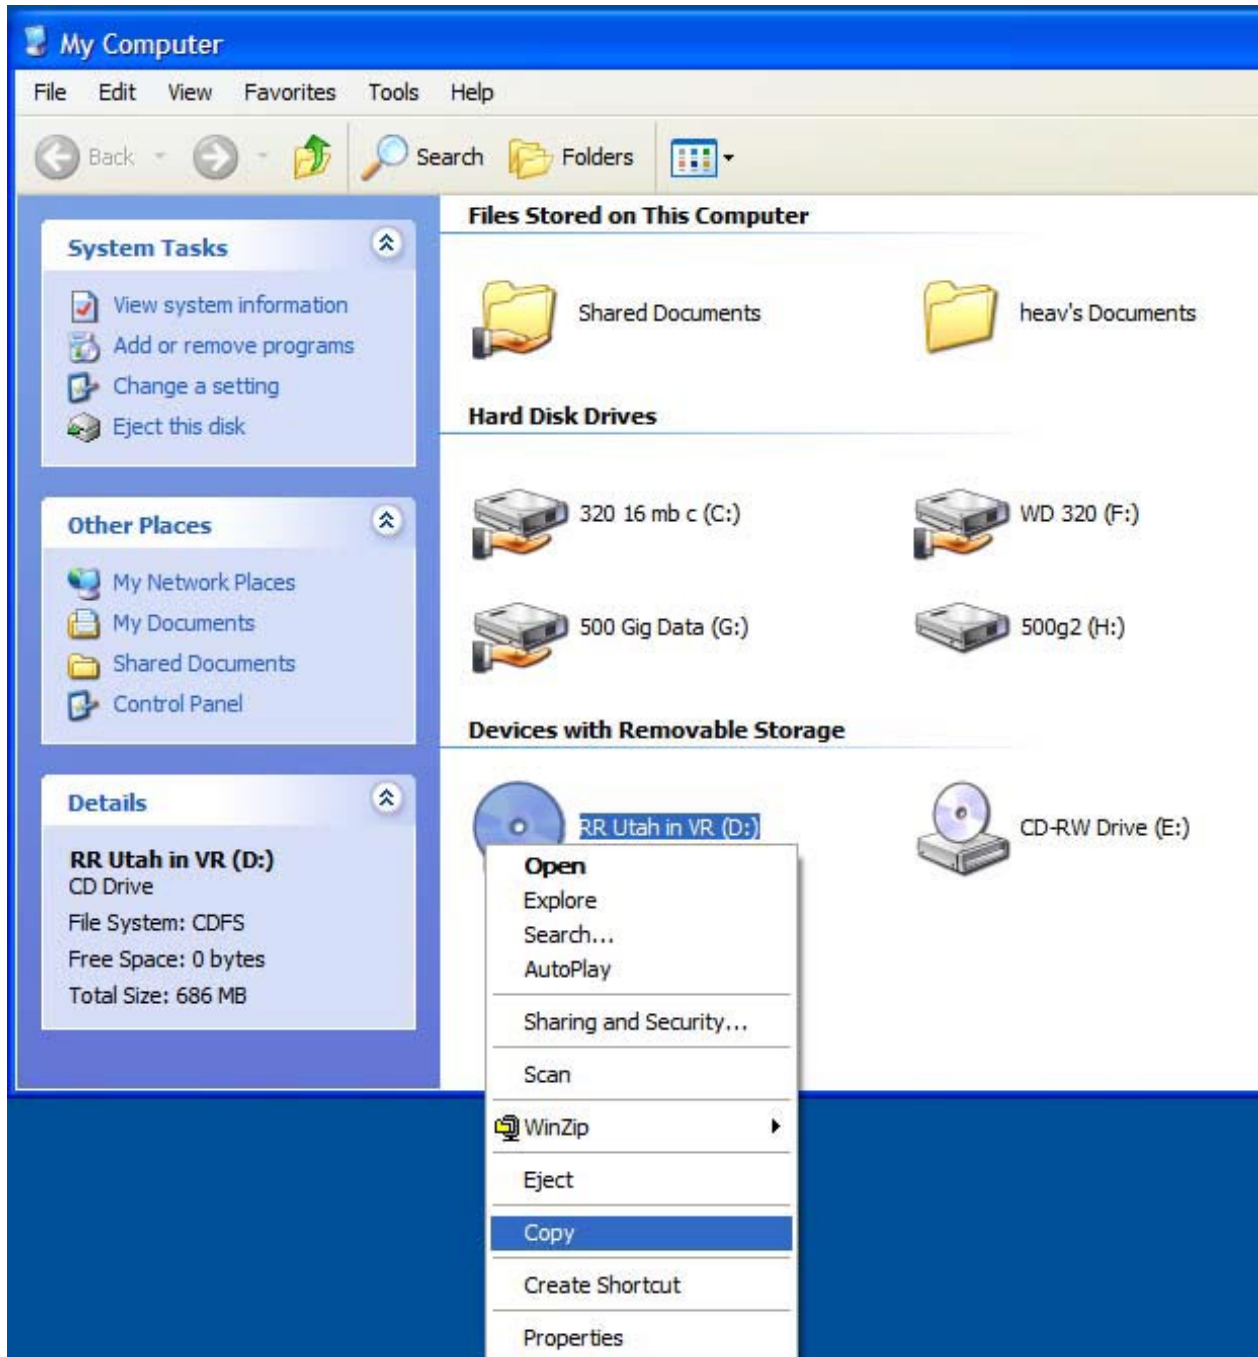 My Computer
File Edit View Favorites Tools Help
Back Search Folders
System Tasks
View system information
Add or remove programs
Change a setting
Eject this disk
Other Places
My Network Places
My Documents
Shared Documents
Control Panel
Details
RR Utah in VR (D:)
CD Drive
File System: CDFS
Free Space: 0 bytes
Total Size: 686 MB
Files Stored on This Computer
Shared Documents heav's Documents
Hard Disk Drives
320 16 mb c (C:) WD 320 (F:)
500 Gig Data (G:) 500g2 (H:)
Devices with Removable Storage
RR Utah in VR (D:) CD-RW Drive (E:)
Open
Explore
Search...
AutoPlay
Sharing and Security...
Scan
WinZip
Eject
Copy
Create Shortcut
Properties